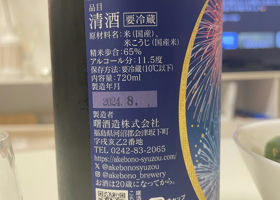 品目
清酒 要冷蔵
原材料名：米（国産）、
米こうじ（国産米）
精米歩合：65%
アルコール分：11.5度
保存方法：要冷蔵（10℃以下）
内容量：720ml
製造年月
2024.8.
製造者
曙酒造株式会社
福島県河沼郡会津坂下町
字戌亥乙2番地
TEL 0242-83-2065
https://akebono-syuzou.com/
@akebonosyuzou
@akebono_brewery
お酒は20歳になってから。